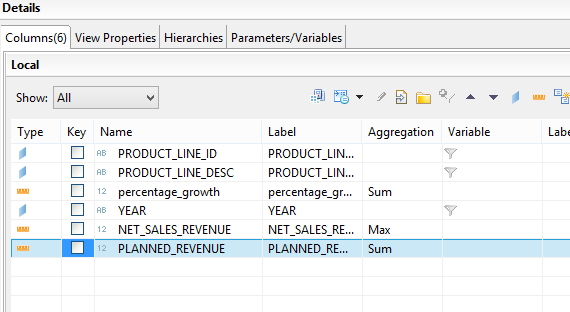 Details
Columns(6) View Properties Hierarchies Parameters/Variables
Local
Show: All
Type Key Name Label Aggregation Variable Labe
AB PRODUCT_LINE_ID PRODUCT_LIN...
AB PRODUCT_LINE_DESC PRODUCT_LIN...
12 percentage_growth percentage_gr... Sum
AB YEAR YEAR
12 NET_SALES_REVENUE NET_SALES_RE... Max
12 PLANNED_REVENUE PLANNED_RE... Sum